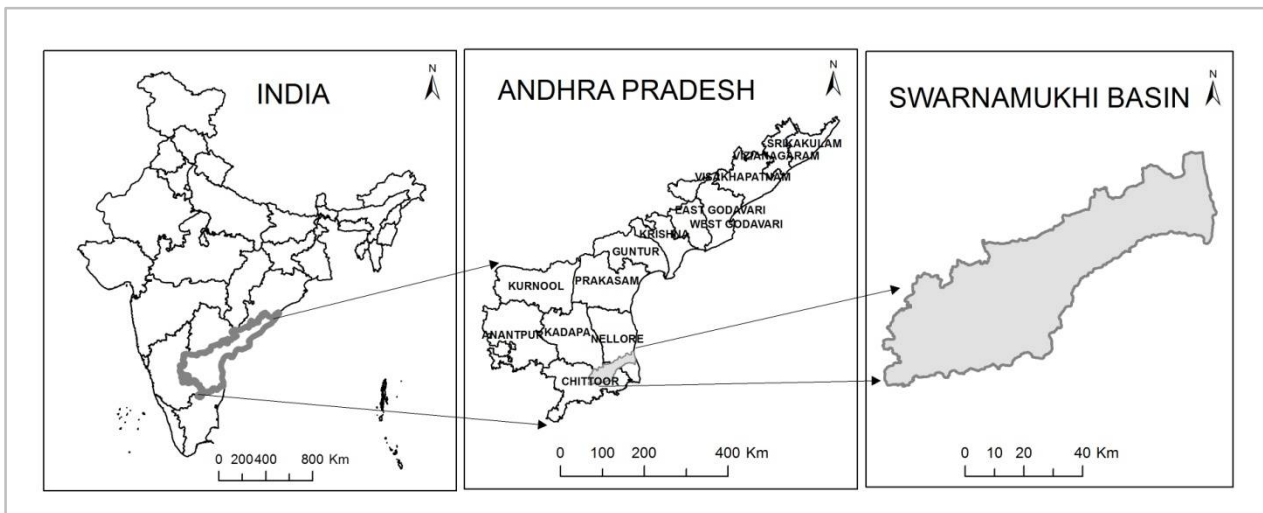 INDIA
N
0 200400 800 Km
ANDHRA PRADESH
N
SRIKAKULAM
VIZIANAGARAM
VISAKHAPATNAM
EAST GODAVARI
WEST GODAVARI
KRISHNA
GUNTUR
PRAKASAM
KURNOOL
ANANTPUR
KADAPA
NELLORE
CHITTOOR
0 100 200 400 Km
SWARNAMUKHI BASIN
N
0 10 20 40 Km